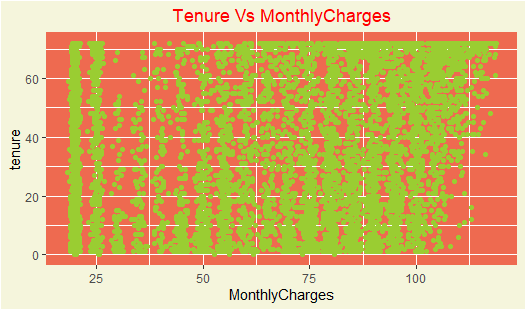 Tenure Vs MonthlyCharges
tenure
60
40
20
0
25 50 75 100
MonthlyCharges